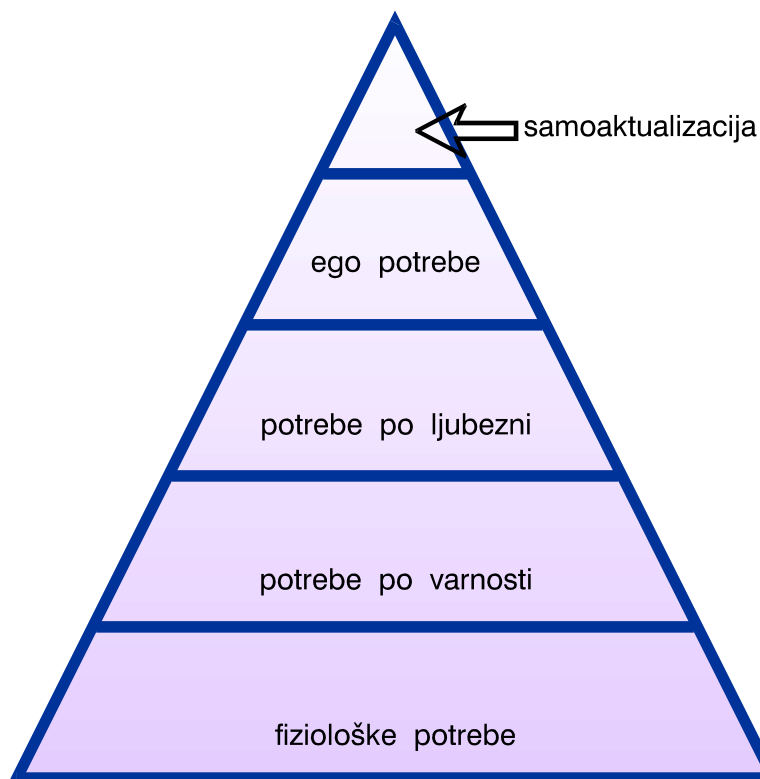 samoaktualizacija
ego potrebe
potrebe po ljubezni
potrebe po varnosti
fiziološke potrebe